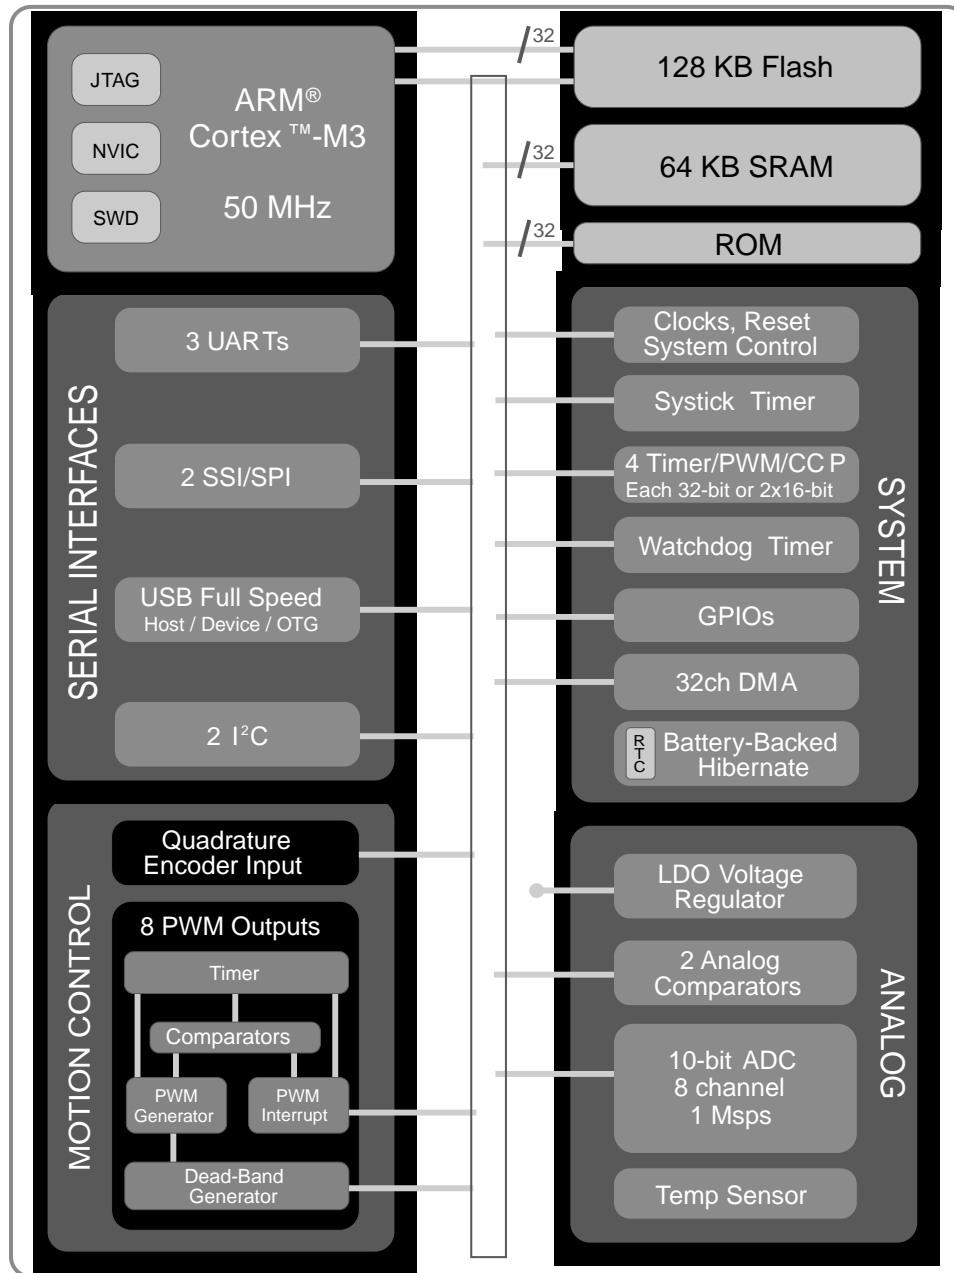 JTAG
NVIC
SWD
ARM®
Cortex™-M3
50 MHz
32
128 KB Flash
32
64 KB SRAM
32
ROM
SERIAL INTERFACES
3 UARTs
2 SSI/SPI
USB Full Speed
Host / Device / OTG
2 I²C
SYSTEM
Clocks, Reset
System Control
Systick Timer
4 Timer/PWM/CCP
Each 32-bit or 2x16-bit
Watchdog Timer
GPIOs
32ch DMA
RTC
Battery-Backed
Hibernate
MOTION CONTROL
Quadrature
Encoder Input
8 PWM Outputs
Timer
Comparators
PWM
Generator
PWM
Interrupt
Dead-Band
Generator
ANALOG
LDO Voltage
Regulator
2 Analog
Comparators
10-bit ADC
8 channel
1 Msps
Temp Sensor